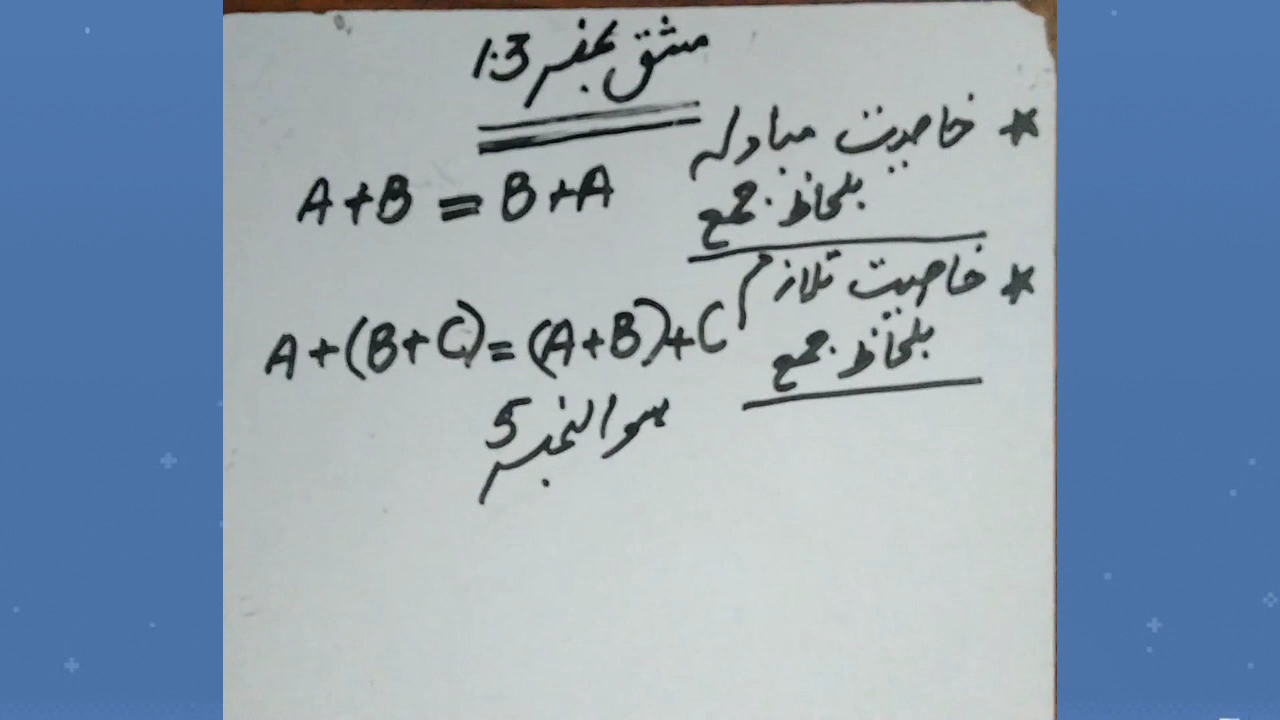 مشق نمبر 1.3
★ خاصیت مبادلہ
بلحاظ جمع
A+B = B+A
★ خاصیت تلازم
بلحاظ جمع
A+(B+C)=(A+B)+C
سوال نمبر 5